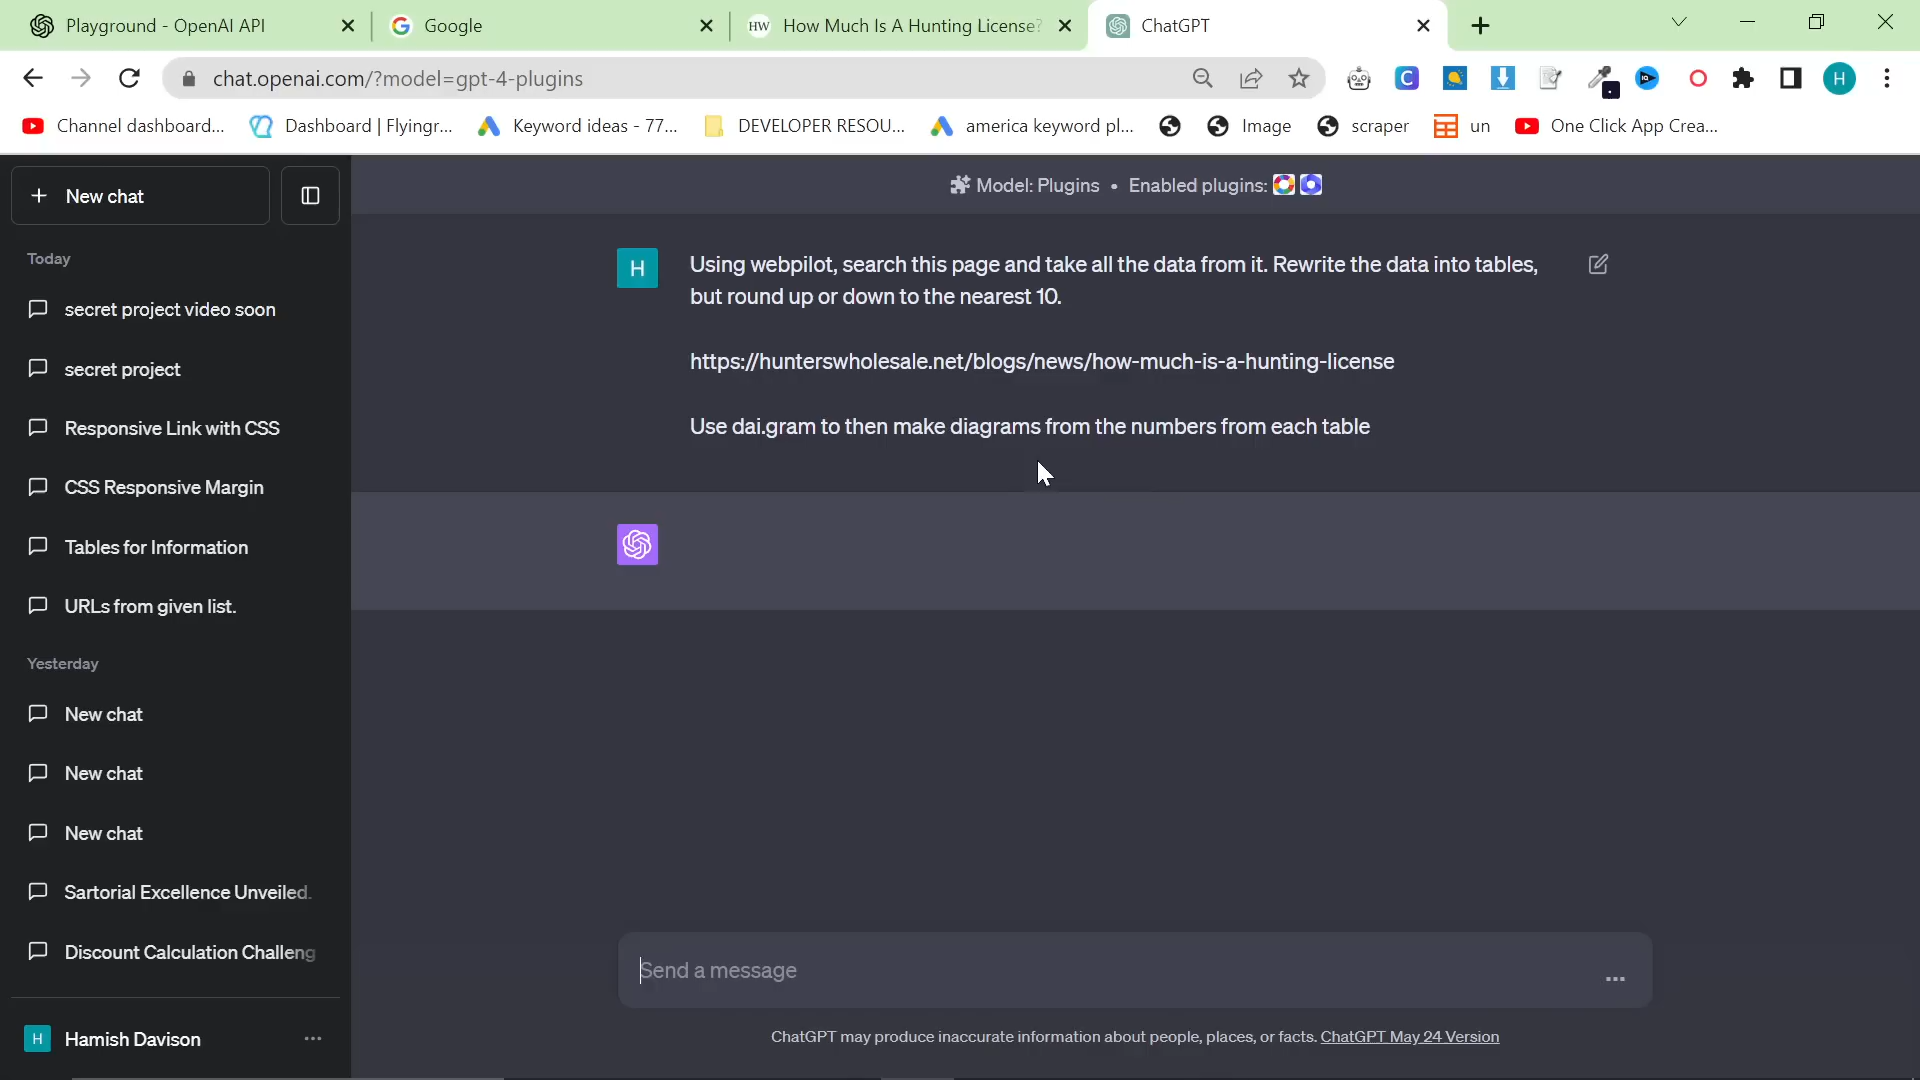 Playground - OpenAI API
Google
HW How Much Is A Hunting License?
ChatGPT
chat.openai.com/?model=gpt-4-plugins
C
H
Channel dashboard...
Dashboard | Flyingr...
Keyword ideas - 77...
DEVELOPER RESOU...
america keyword pl...
Image
scraper
un
One Click App Crea...
New chat
Model: Plugins • Enabled plugins:
Today
secret project video soon
secret project
Responsive Link with CSS
CSS Responsive Margin
Tables for Information
URLs from given list.
Yesterday
New chat
New chat
New chat
Sartorial Excellence Unveiled.
Discount Calculation Challeng
H Hamish Davison
H
Using webpilot, search this page and take all the data from it. Rewrite the data into tables,
but round up or down to the nearest 10.
https://hunterswholesale.net/blogs/news/how-much-is-a-hunting-license
Use dai.gram to then make diagrams from the numbers from each table
Send a message
ChatGPT may produce inaccurate information about people, places, or facts. ChatGPT May 24 Version